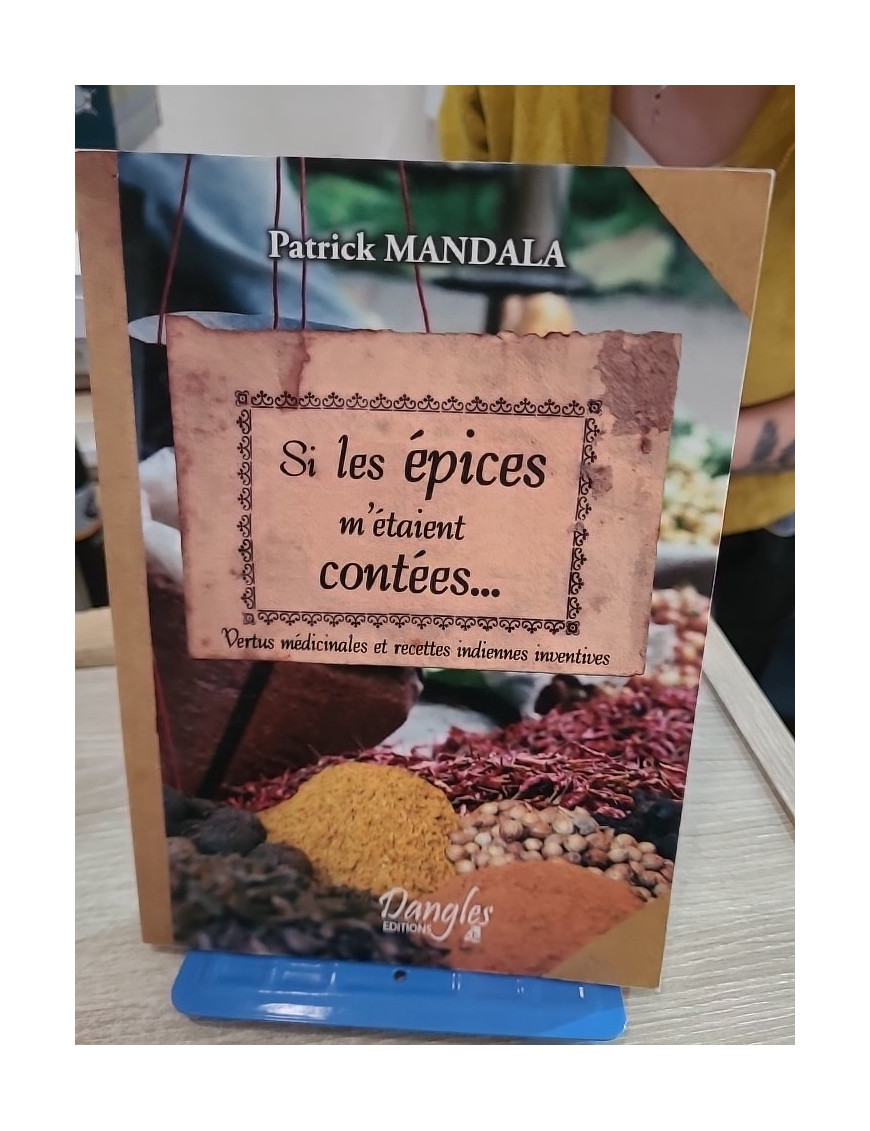 Patrick MANDALA
Si les épices
m'étaient
contées...
Vertus médicinales et recettes indiennes inventives
Dangles
EDITIONS